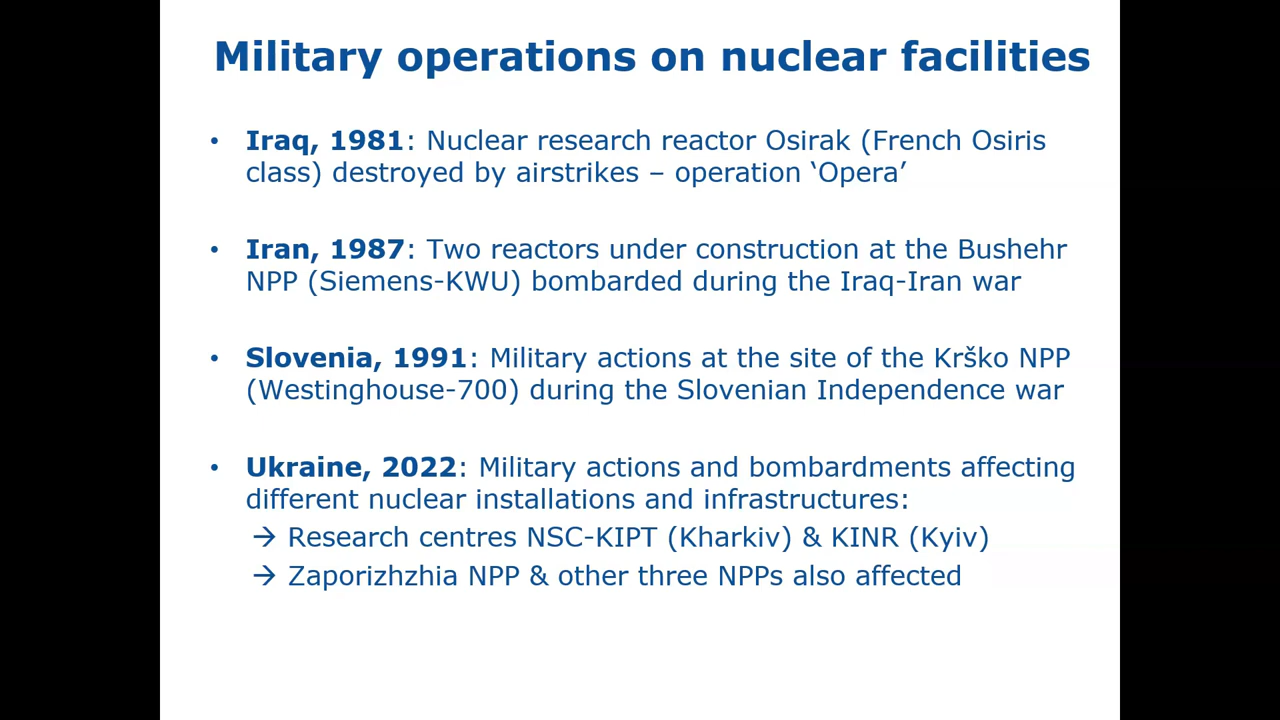 Military operations on nuclear facilities
• Iraq, 1981: Nuclear research reactor Osirak (French Osiris
class) destroyed by airstrikes – operation ‘Opera’
• Iran, 1987: Two reactors under construction at the Bushehr
NPP (Siemens-KWU) bombarded during the Iraq-Iran war
• Slovenia, 1991: Military actions at the site of the Krško NPP
(Westinghouse-700) during the Slovenian Independence war
• Ukraine, 2022: Military actions and bombardments affecting
different nuclear installations and infrastructures:
→ Research centres NSC-KIPT (Kharkiv) & KINR (Kyiv)
→ Zaporizhzhia NPP & other three NPPs also affected